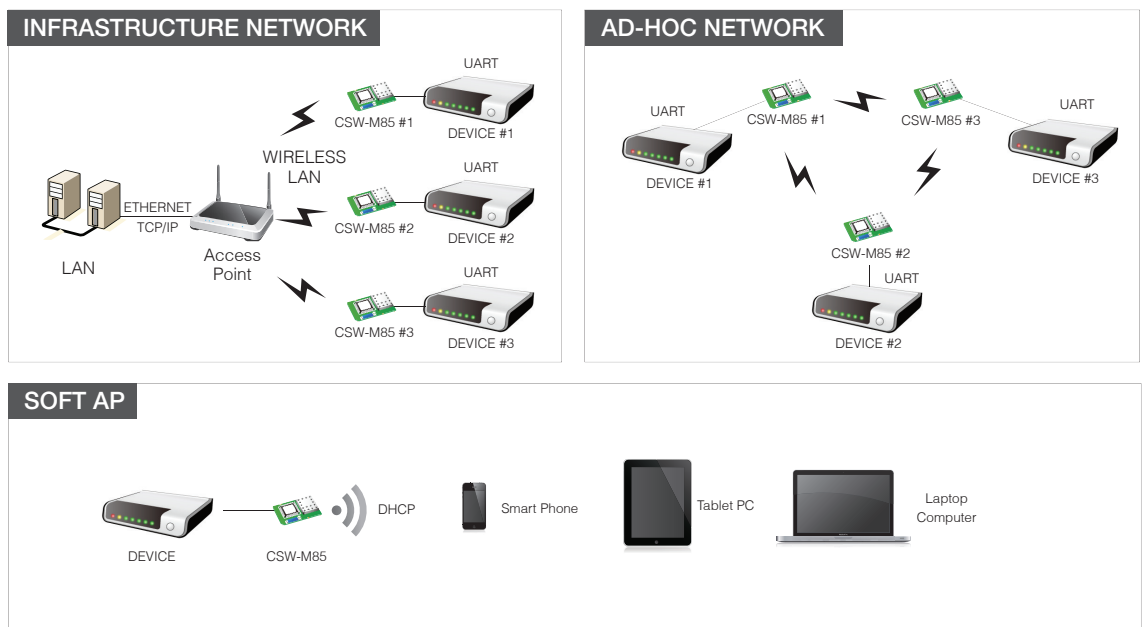 INFRASTRUCTURE NETWORK
UART
CSW-M85 #1
DEVICE #1
WIRELESS
LAN
UART
ETHERNET
TCP/IP
CSW-M85 #2
DEVICE #2
LAN
Access
Point
UART
CSW-M85 #3
DEVICE #3
AD-HOC NETWORK
UART
CSW-M85 #1
CSW-M85 #3
UART
DEVICE #1
DEVICE #3
CSW-M85 #2
UART
DEVICE #2
SOFT AP
DEVICE
CSW-M85
DHCP
Smart Phone
Tablet PC
Laptop
Computer